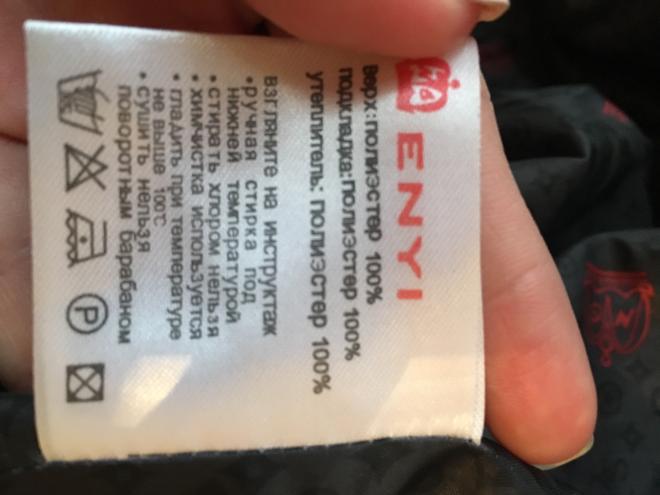 ENYI
верх:полиэстер 100%
подкладка:полиэстер 100%
утеплитель: полиэстер 100%
взгляните на инструктаж
•ручная стирка под
нижней температурой
•стирать хлором нельзя
•химчистка используется
•гладить при температуре
не выше 100°C
•сушить нельзя
поворотным барабаном
P